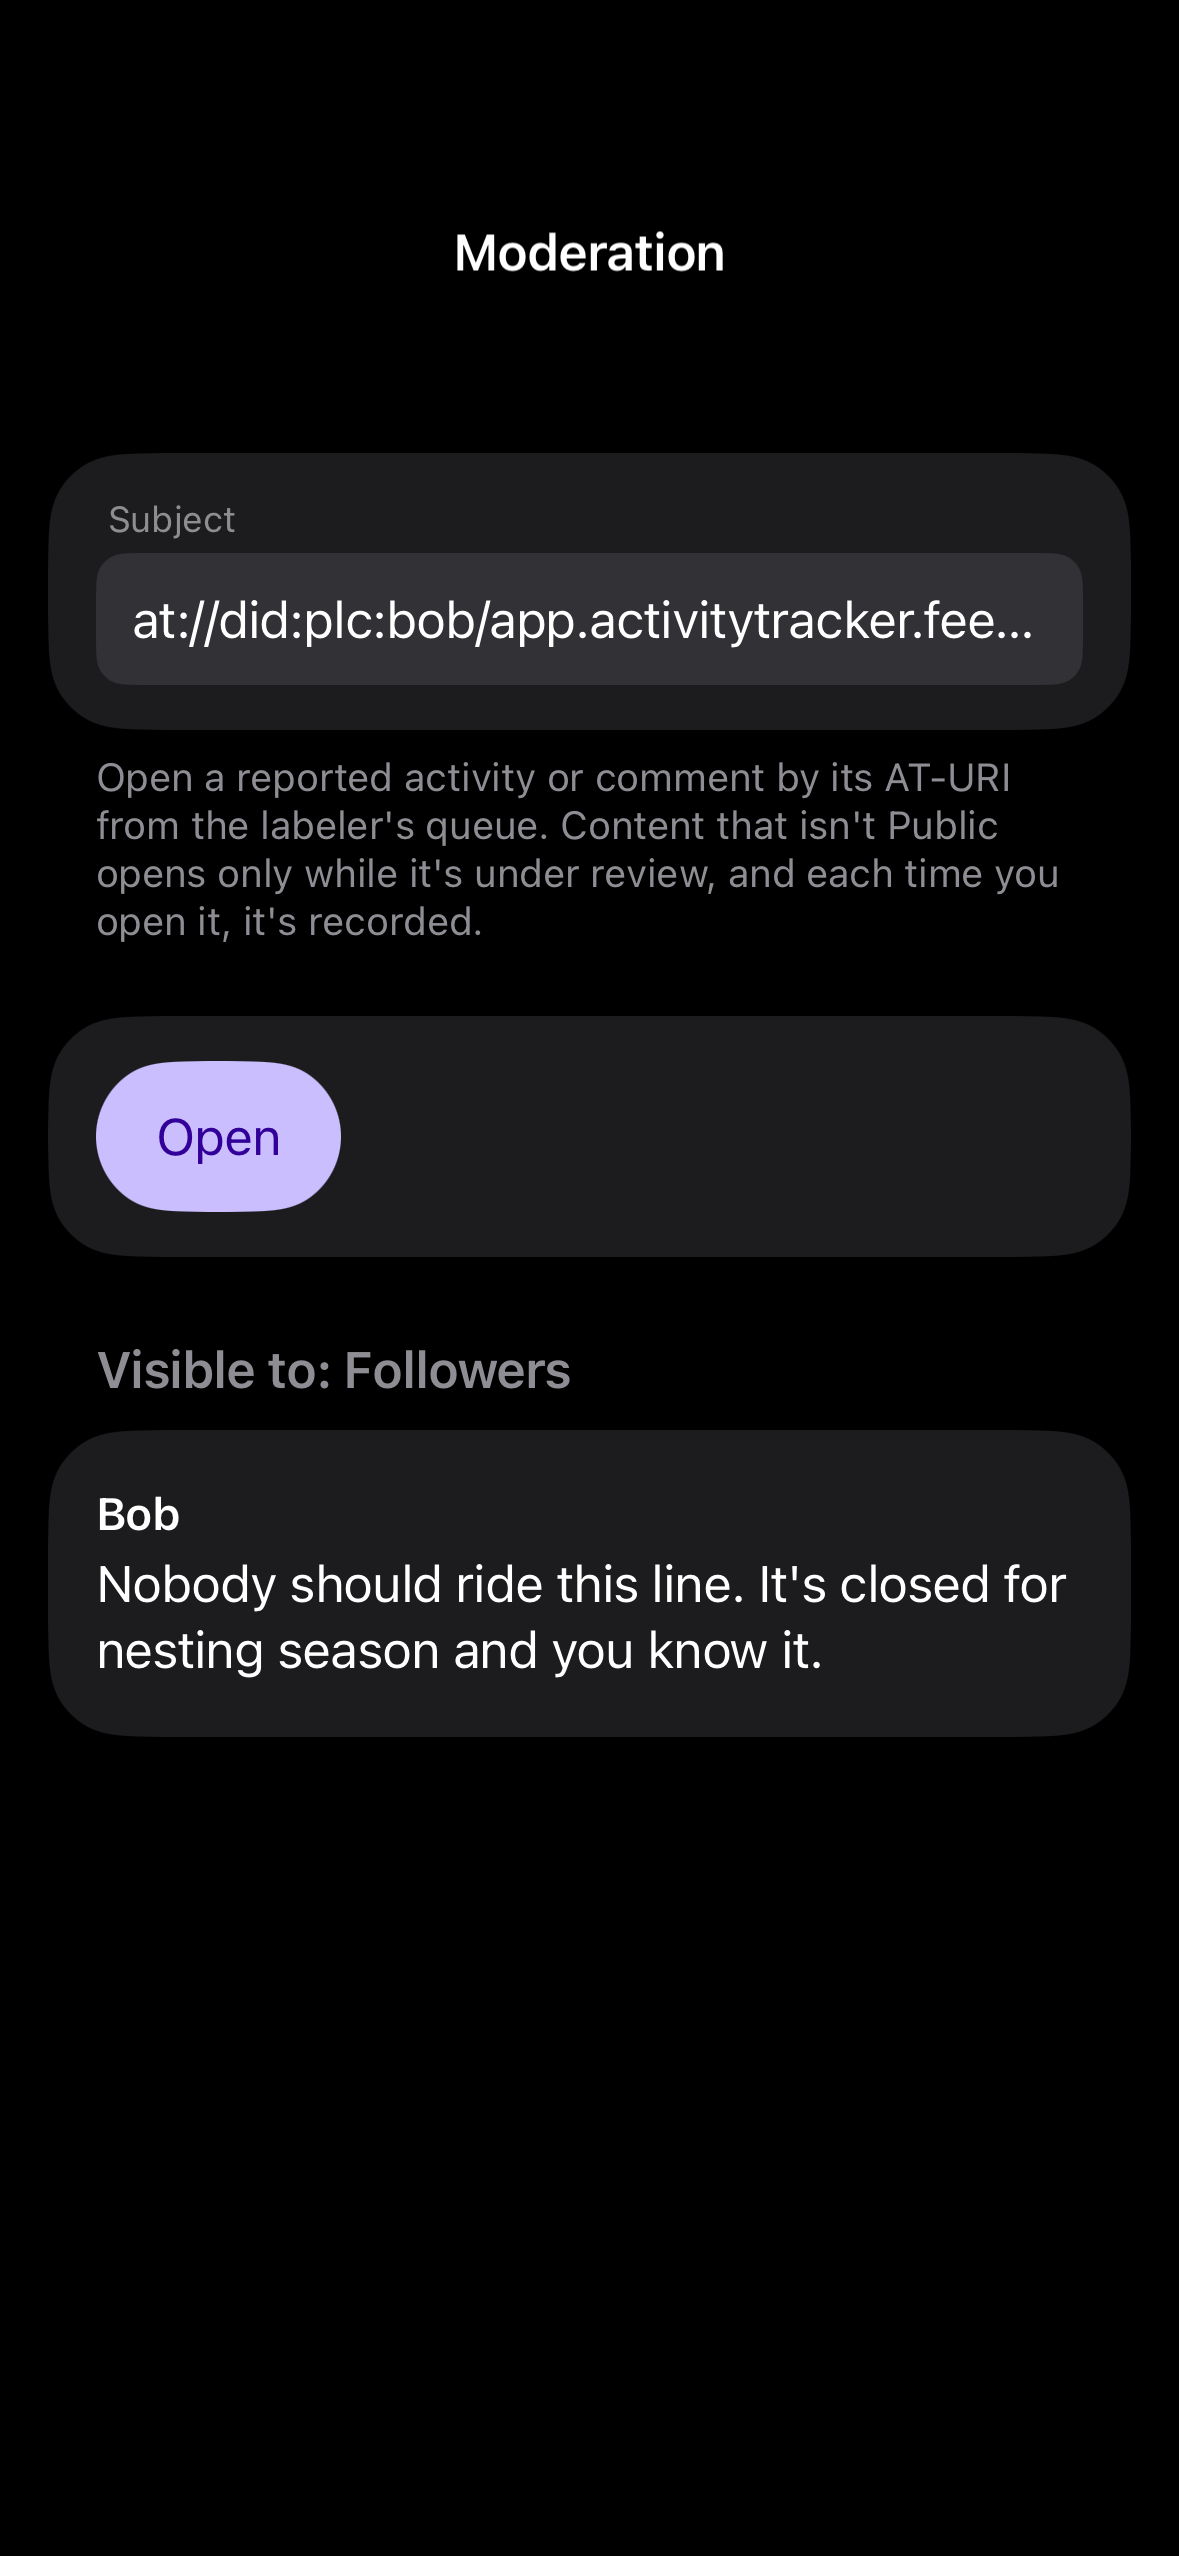 Moderation
Subject
at://did:plc:bob/app.activitytracker.fee...
Open a reported activity or comment by its AT-URI
from the labeler's queue. Content that isn't Public
opens only while it's under review, and each time you
open it, it's recorded.
Open
Visible to: Followers
Bob
Nobody should ride this line. It's closed for
nesting season and you know it.